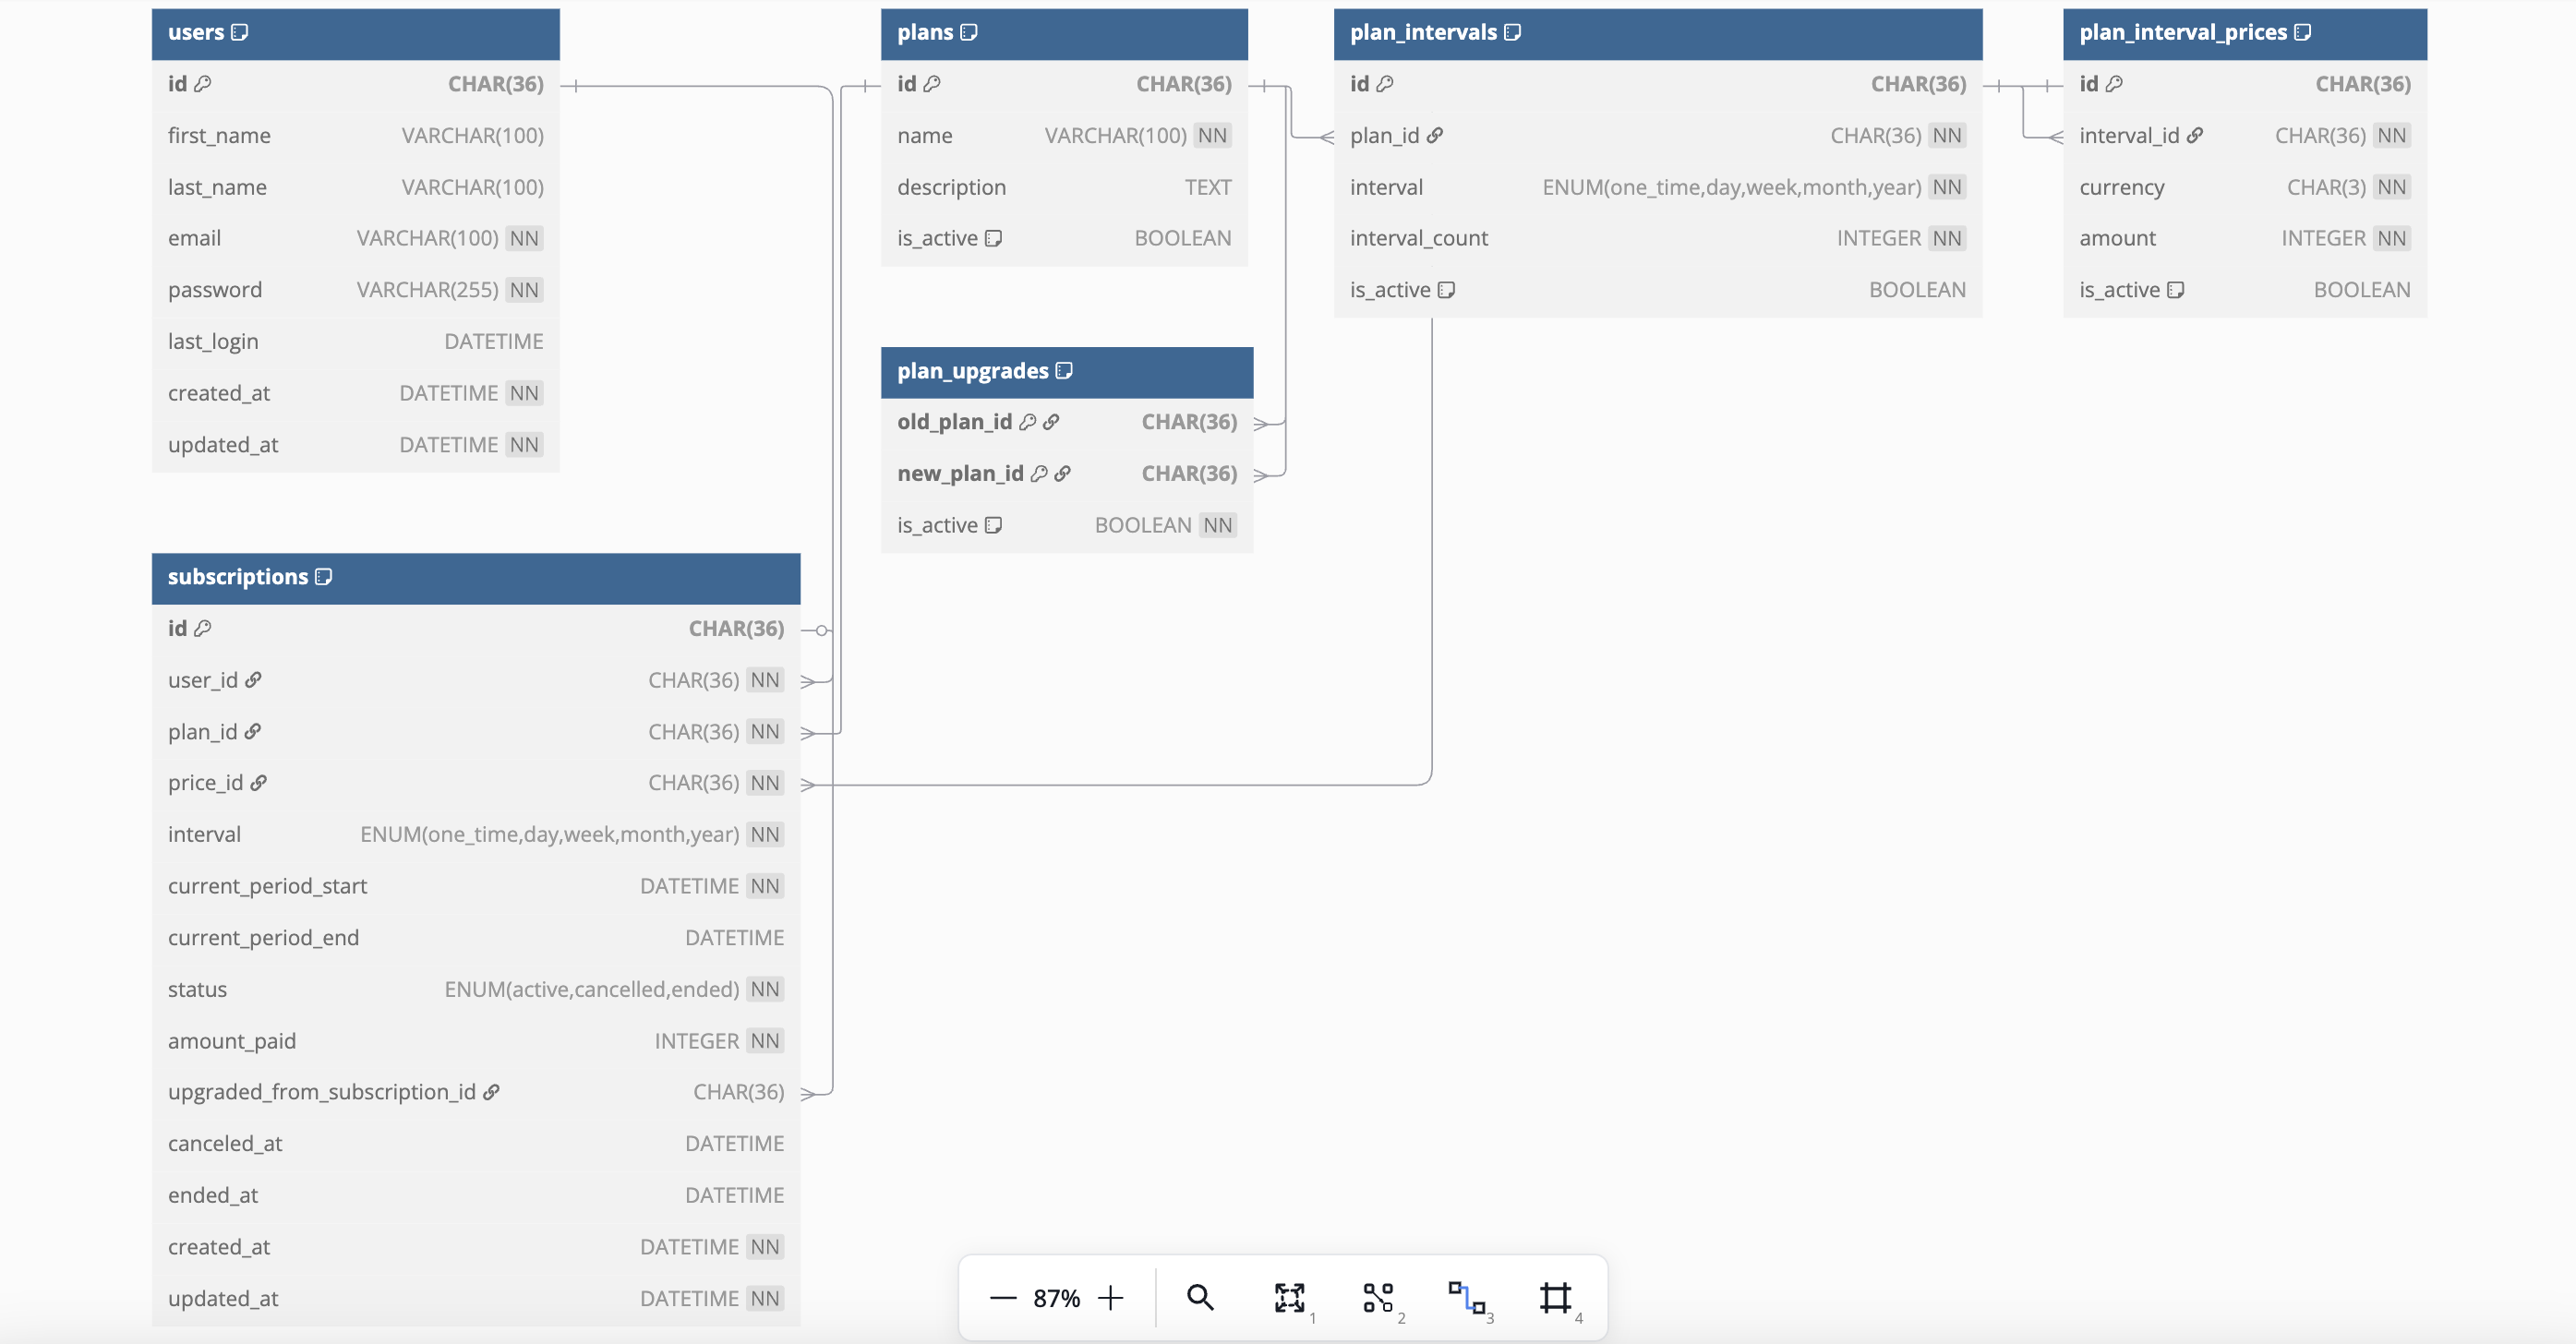 users
id CHAR(36)
first_name VARCHAR(100)
last_name VARCHAR(100)
email VARCHAR(100) NN
password VARCHAR(255) NN
last_login DATETIME
created_at DATETIME NN
updated_at DATETIME NN
plans
id CHAR(36)
name VARCHAR(100) NN
description TEXT
is_active BOOLEAN
plan_intervals
id CHAR(36)
plan_id CHAR(36) NN
interval ENUM(one_time,day,week,month,year) NN
interval_count INTEGER NN
is_active BOOLEAN
plan_interval_prices
id CHAR(36)
interval_id CHAR(36) NN
currency CHAR(3) NN
amount INTEGER NN
is_active BOOLEAN
plan_upgrades
old_plan_id CHAR(36)
new_plan_id CHAR(36)
is_active BOOLEAN NN
subscriptions
id CHAR(36)
user_id CHAR(36) NN
plan_id CHAR(36) NN
price_id CHAR(36) NN
interval ENUM(one_time,day,week,month,year) NN
current_period_start DATETIME NN
current_period_end DATETIME
status ENUM(active,cancelled,ended) NN
amount_paid INTEGER NN
upgraded_from_subscription_id CHAR(36)
canceled_at DATETIME
ended_at DATETIME
created_at DATETIME NN
updated_at DATETIME NN
87% 1 2 3 4